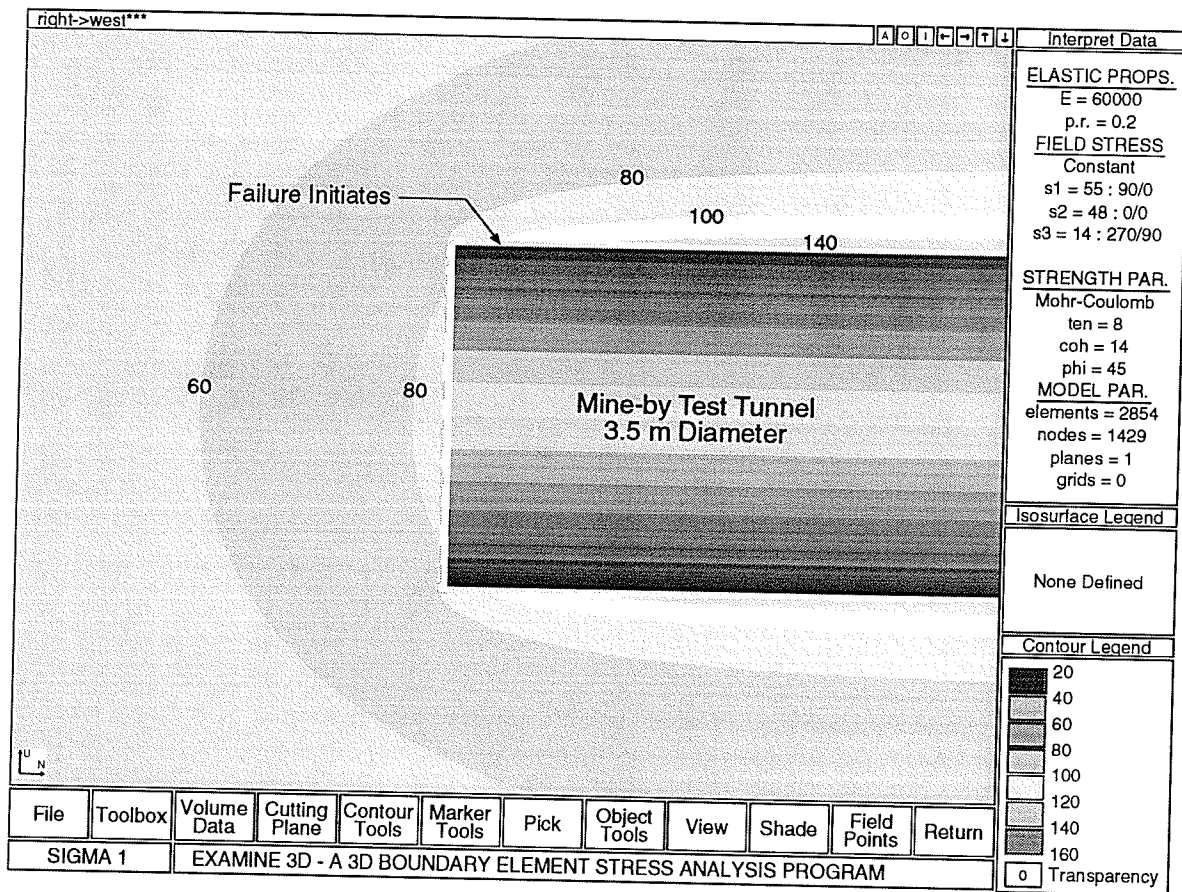 right->west***
A O I ← → ↑ ↓
Interpret Data
ELASTIC PROPS.
E = 60000
p.r. = 0.2
FIELD STRESS
Constant
s1 = 55 : 90/0
s2 = 48 : 0/0
s3 = 14 : 270/90
STRENGTH PAR.
Mohr-Coulomb
ten = 8
coh = 14
phi = 45
MODEL PAR.
elements = 2854
nodes = 1429
planes = 1
grids = 0
Isosurface Legend
None Defined
Contour Legend
20
40
60
80
100
120
140
160
0 Transparency
80
Failure Initiates
100
140
60
80
Mine-by Test Tunnel
3.5 m Diameter
U
N
File
Toolbox
Volume
Data
Cutting
Plane
Contour
Tools
Marker
Tools
Pick
Object
Tools
View
Shade
Field
Points
Return
SIGMA 1
EXAMINE 3D - A 3D BOUNDARY ELEMENT STRESS ANALYSIS PROGRAM